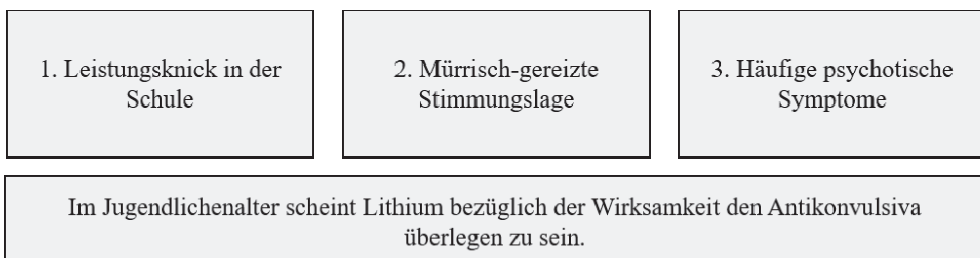 1. Leistungsknick in der
Schule
2. Mürrisch-gereizte
Stimmungslage
3. Häufige psychotische
Symptome
Im Jugendlichenalter scheint Lithium bezüglich der Wirksamkeit den Antikonvulsiva
überlegen zu sein.